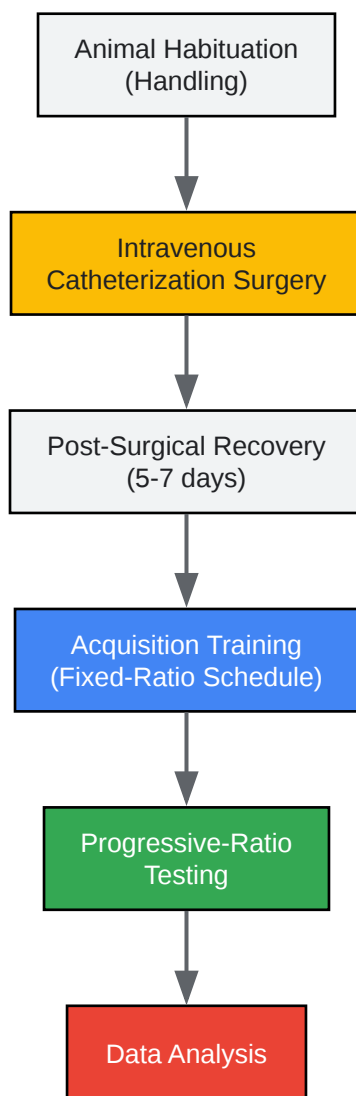 Animal Habituation
(Handling)
Intravenous
Catheterization Surgery
Post-Surgical Recovery
(5-7 days)
Acquisition Training
(Fixed-Ratio Schedule)
Progressive-Ratio
Testing
Data Analysis